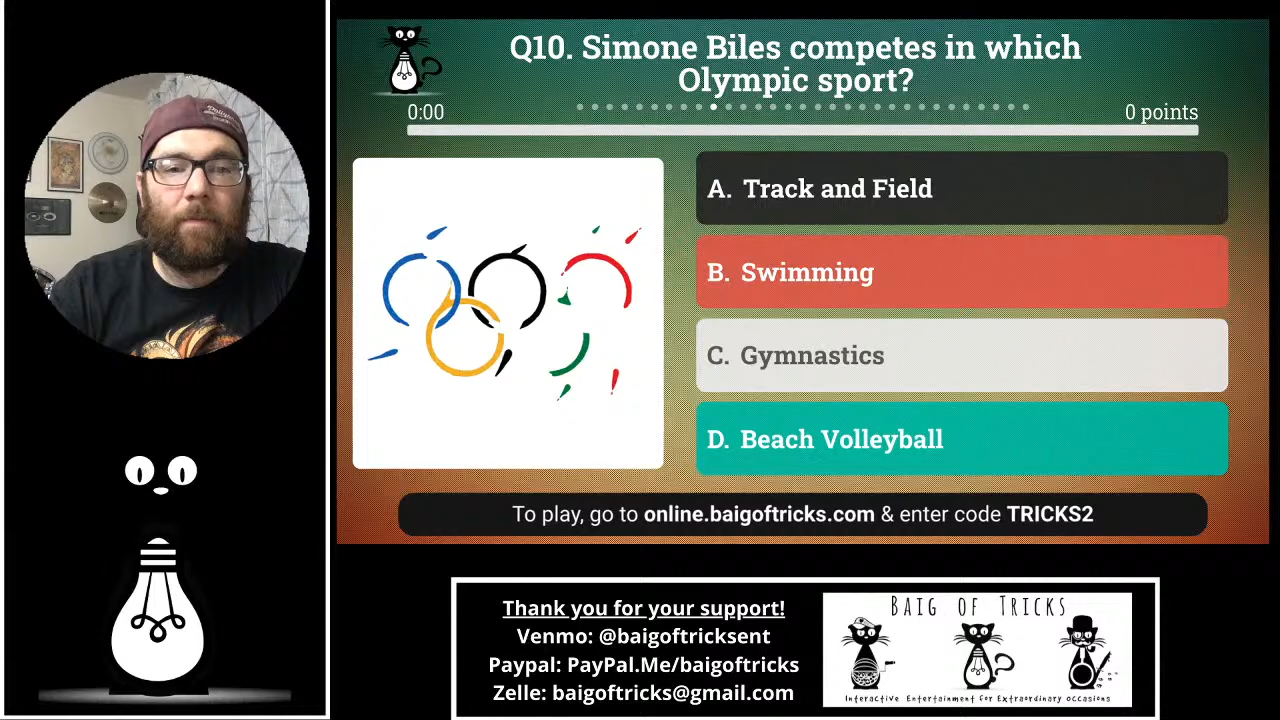 Q10. Simone Biles competes in which
Olympic sport?
0:00
0 points
A. Track and Field
B. Swimming
C. Gymnastics
D. Beach Volleyball
To play, go to online.baigoftricks.com & enter code TRICKS2
Thank you for your support!
Venmo: @baigoftricksent
Paypal: PayPal.Me/baigoftricks
Zelle: baigoftricks@gmail.com
BAIG OF TRICKS
Interactive Entertainment for Extraordinary Occasions